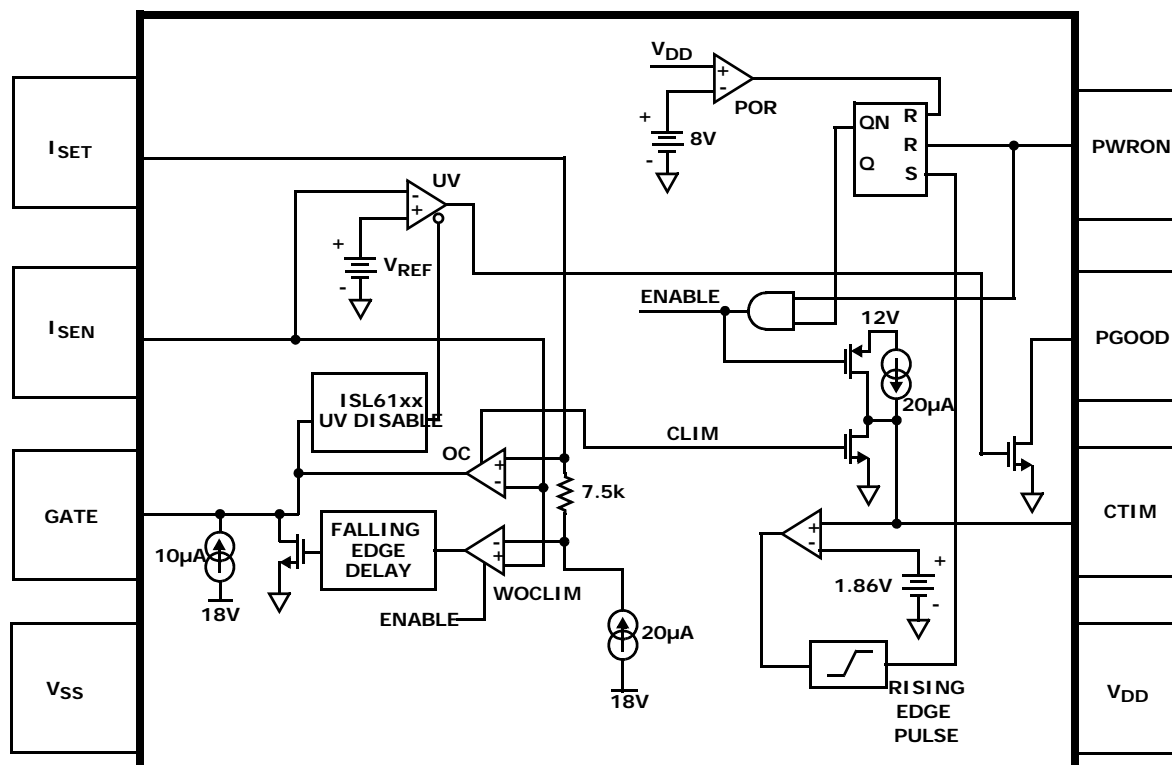 ISET
ISEN
GATE
VSS
VDD
+
-
POR
+
8V
-
QN
Q
R
R
S
PWRON
UV
-
+
+
VREF
-
ENABLE
12V
20µA
PGOOD
ISL61xx
UV DISABLE
OC
+
-
CLIM
7.5k
FALLING
EDGE
DELAY
10µA
18V
-
+
WOCLIM
ENABLE
20µA
18V
+
-
+
1.86V
-
CTIM
RISING
EDGE
PULSE
VDD